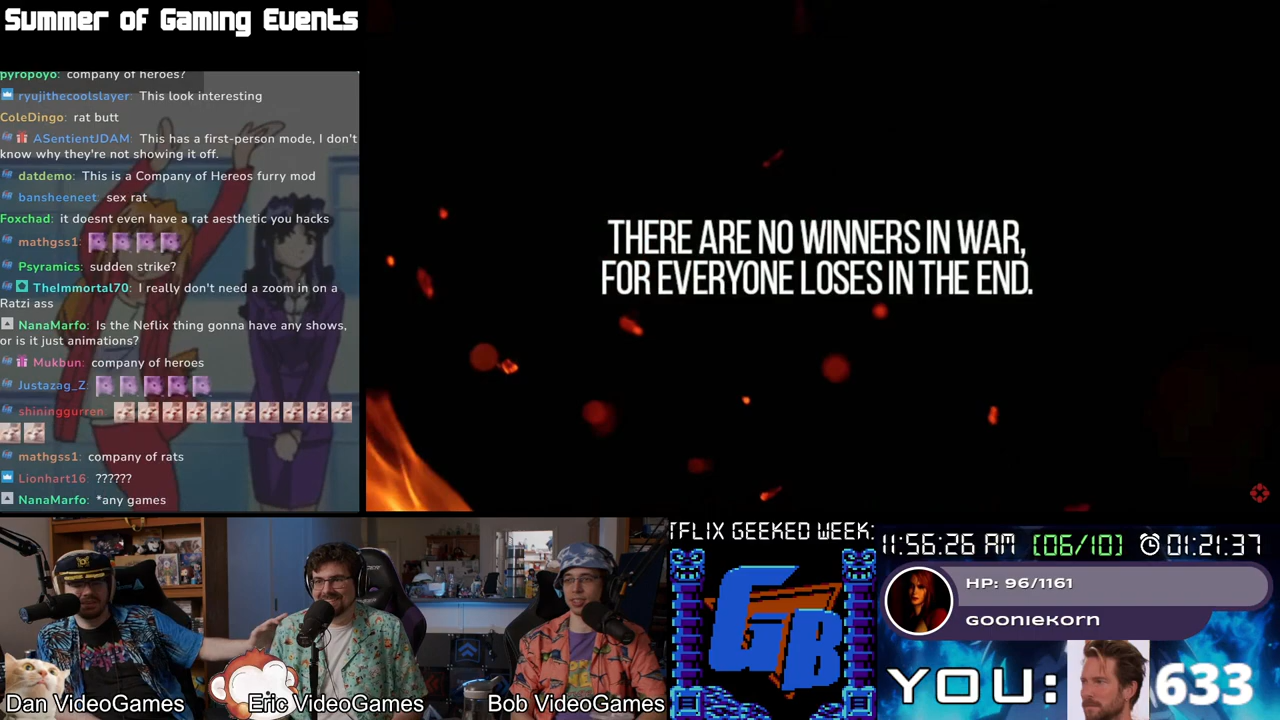 Summer of Gaming Events
pyropoyo: company of heroes?
ryujithecoolslayer: This look interesting
ColeDingo: rat butt
ASentientJDAM: This has a first-person mode, I don't
know why they're not showing it off.
datdemo: This is a Company of Hereos furry mod
bansheeneet: sex rat
Foxchad: it doesnt even have a rat aesthetic you hacks
mathgss1:
Psyramics: sudden strike?
TheImmortal70: I really don't need a zoom in on a
Ratzi ass
NanaMarfo: Is the Neflix thing gonna have any shows,
or is it just animations?
Mukbun: company of heroes
Justazag_Z:
shininggurren
mathgss1: company of rats
Lionhart16: ??????
NanaMarfo: *any games
THERE ARE NO WINNERS IN WAR,
FOR EVERYONE LOSES IN THE END.
Dan VideoGames
Eric VideoGames
Bob VideoGames
TFLIX GEEKED WEEK:
GB
11:56:26 AM [06/10] 01:21:37
HP: 96/1161
GOONIEKORN
YOU: 633